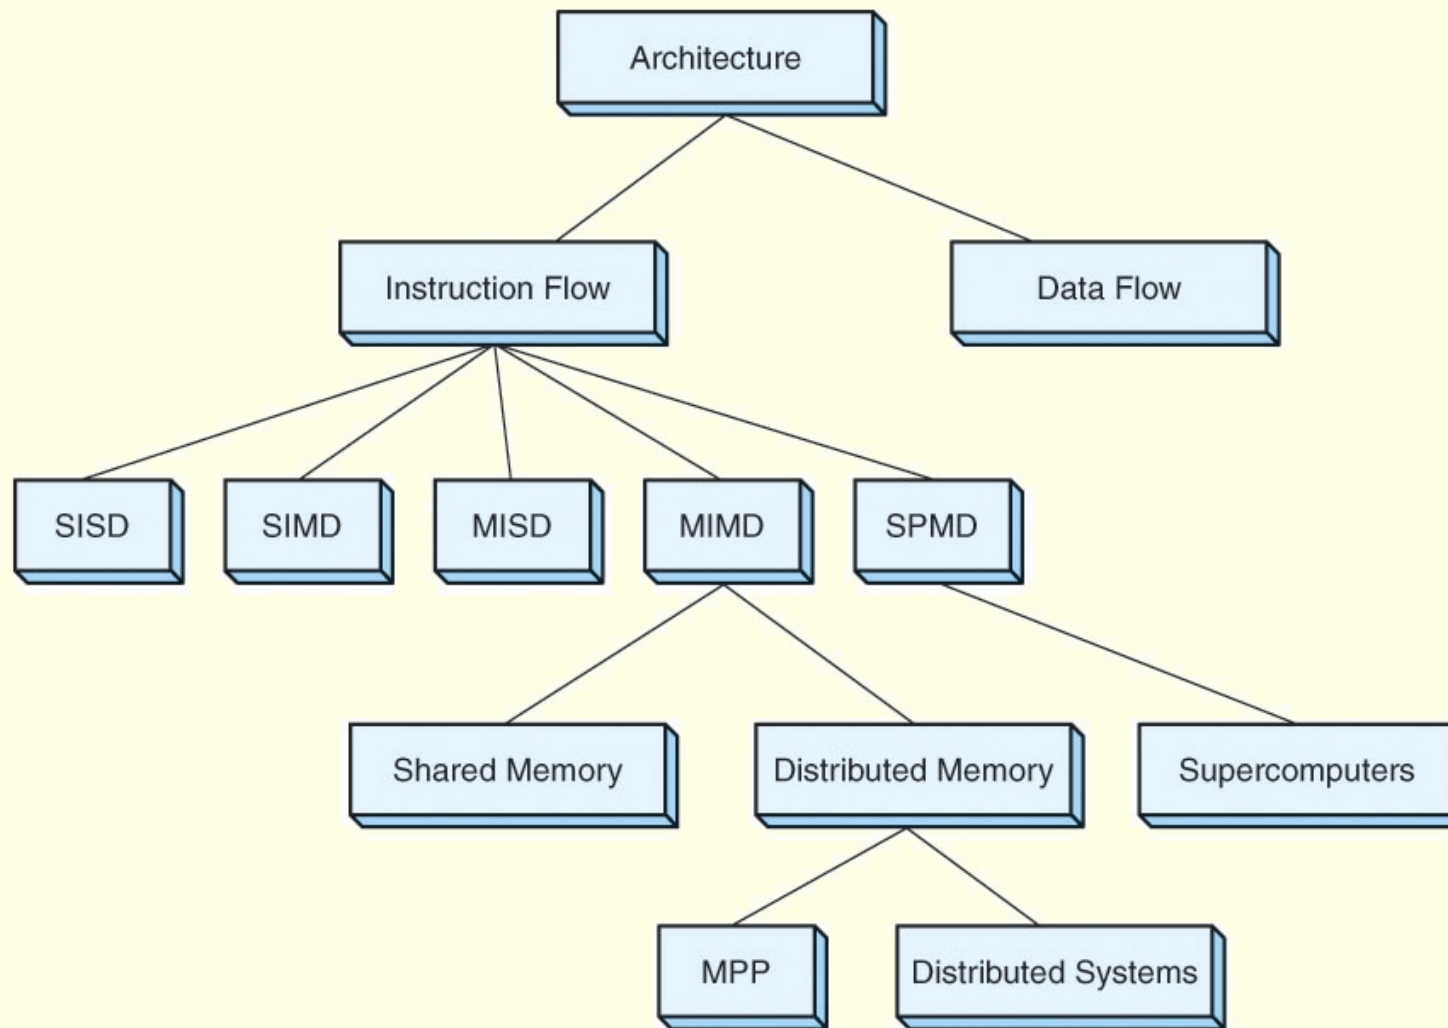 Architecture
Instruction Flow
Data Flow
SISD
SIMD
MISD
MIMD
SPMD
Shared Memory
Distributed Memory
Supercomputers
MPP
Distributed Systems